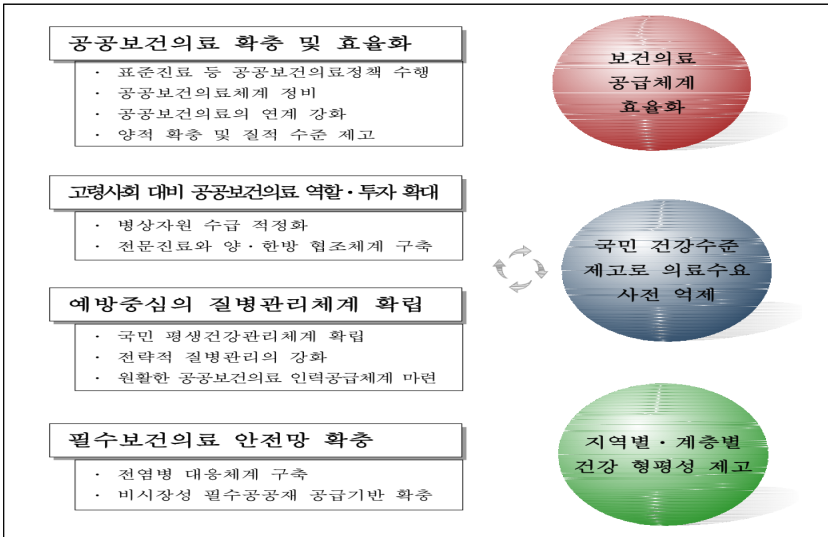 공공보건의료 확충 및 효율화
· 표준진료 등 공공보건의료정책 수행
· 공공보건의료체계 정비
· 공공보건의료의 연계 강화
· 양적 확충 및 질적 수준 제고
고령사회 대비 공공보건의료 역할·투자 확대
· 병상자원 수급 적정화
· 전문진료와 양·한방 협조체계 구축
예방중심의 질병관리체계 확립
· 국민 평생건강관리체계 확립
· 전략적 질병관리의 강화
· 원활한 공공보건의료 인력공급체계 마련
필수보건의료 안전망 확충
· 전염병 대응체계 구축
· 비시장성 필수공공재 공급기반 확충
보건의료
공급체계
효율화
국민 건강수준
제고로 의료수요
사전 억제
지역별·계층별
건강 형평성 제고